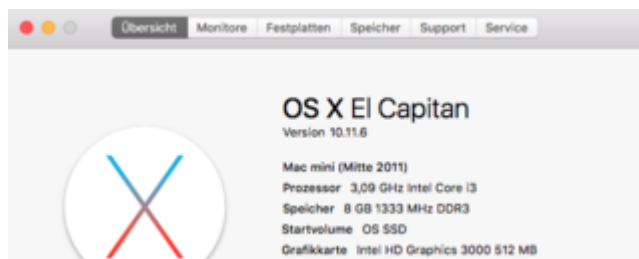 Übersicht Monitore Festplatten Speicher Support Service
OS X El Capitan
Version 10.11.6
Mac mini (Mitte 2011)
Prozessor 3,09 GHz Intel Core i3
Speicher 8 GB 1333 MHz DDR3
Startvolume OS SSD
Grafikkarte Intel HD Graphics 3000 512 MB